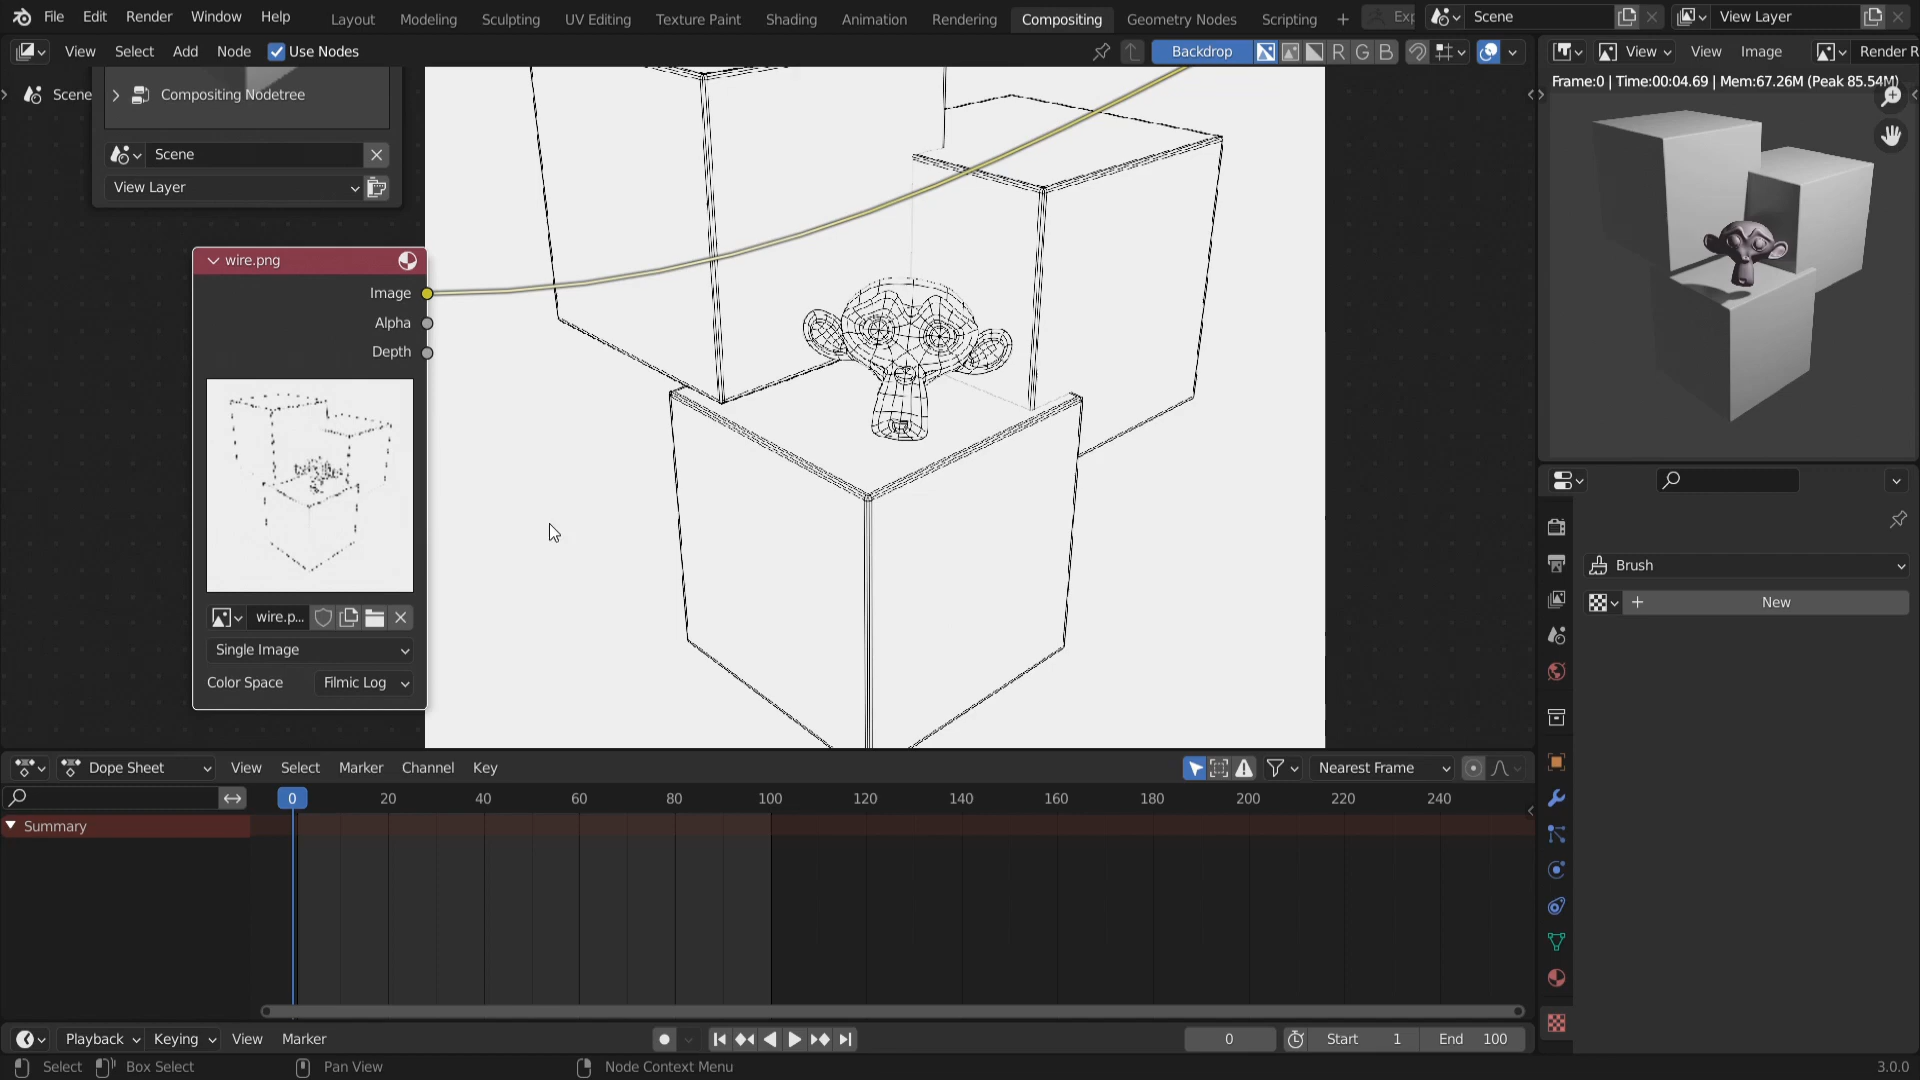 File Edit Render Window Help Layout Modeling Sculpting UV Editing Texture Paint Shading Animation Rendering Compositing Geometry Nodes Scripting + Exp Scene View Layer
View Select Add Node Use Nodes Backdrop R G B View View Image Render R
Frame:0 | Time:00:04.69 | Mem:67.26M (Peak 85.54M)
Scene Compositing Nodetree
Scene
View Layer
wire.png
Image
Alpha
Depth
Brush
New
wire.p...
Single Image
Color Space Filmic Log
Dope Sheet View Select Marker Channel Key Nearest Frame
0 20 40 60 80 100 120 140 160 180 200 220 240
Summary
Playback Keying View Marker 0 Start 1 End 100
Select Box Select Pan View Node Context Menu 3.0.0